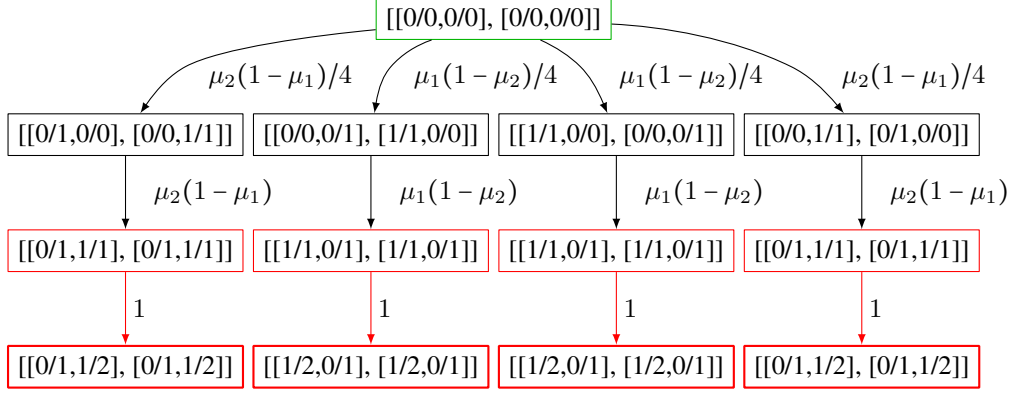 [[0/0,0/0], [0/0,0/0]]
μ₂(1−μ₁)/4 μ₁(1−μ₂)/4 μ₁(1−μ₂)/4 μ₂(1−μ₁)/4
[[0/1,0/0], [0/0,1/1]] [[0/0,0/1], [1/1,0/0]] [[1/1,0/0], [0/0,0/1]] [[0/0,1/1], [0/1,0/0]]
μ₂(1−μ₁) μ₁(1−μ₂) μ₁(1−μ₂) μ₂(1−μ₁)
[[0/1,1/1], [0/1,1/1]] [[1/1,0/1], [1/1,0/1]] [[1/1,0/1], [1/1,0/1]] [[0/1,1/1], [0/1,1/1]]
1 1 1 1
[[0/1,1/2], [0/1,1/2]] [[1/2,0/1], [1/2,0/1]] [[1/2,0/1], [1/2,0/1]] [[0/1,1/2], [0/1,1/2]]